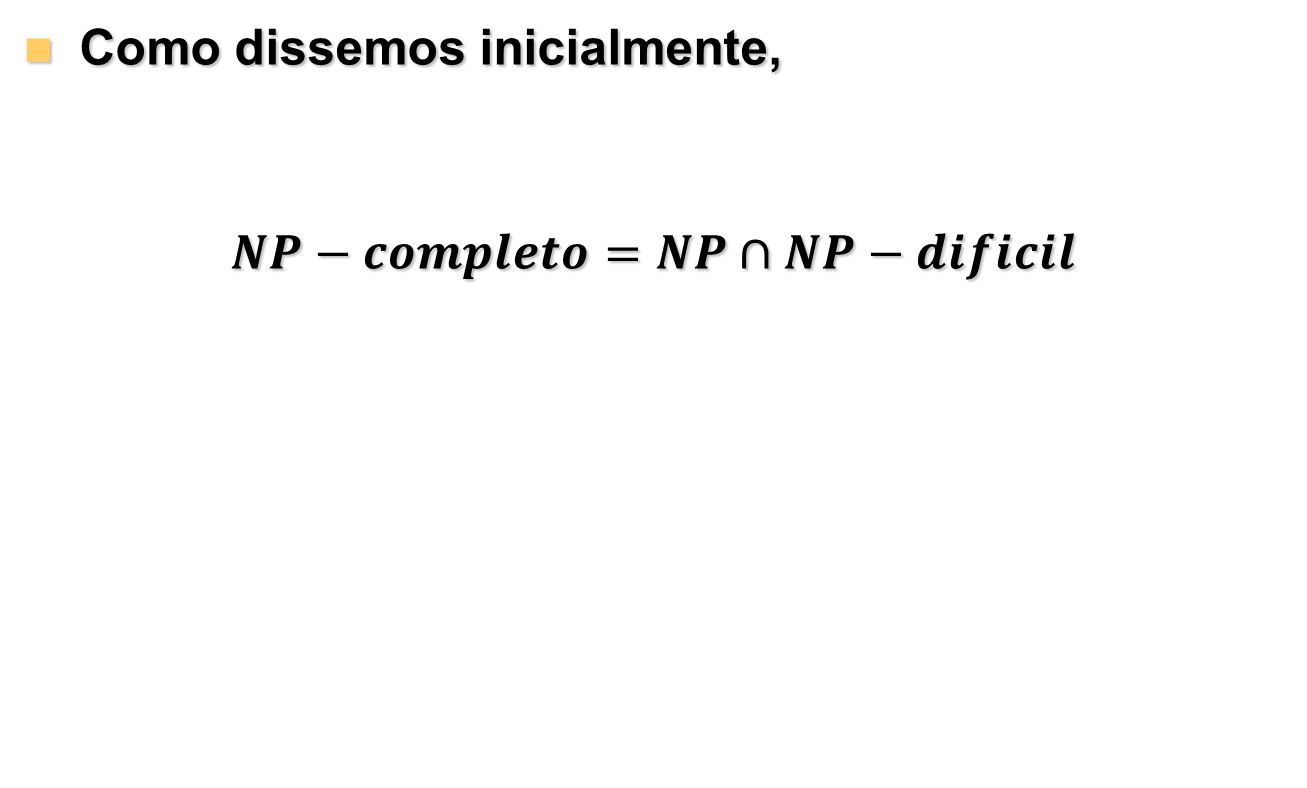 Como dissemos inicialmente,
NP − completo = NP ∩ NP − dificil